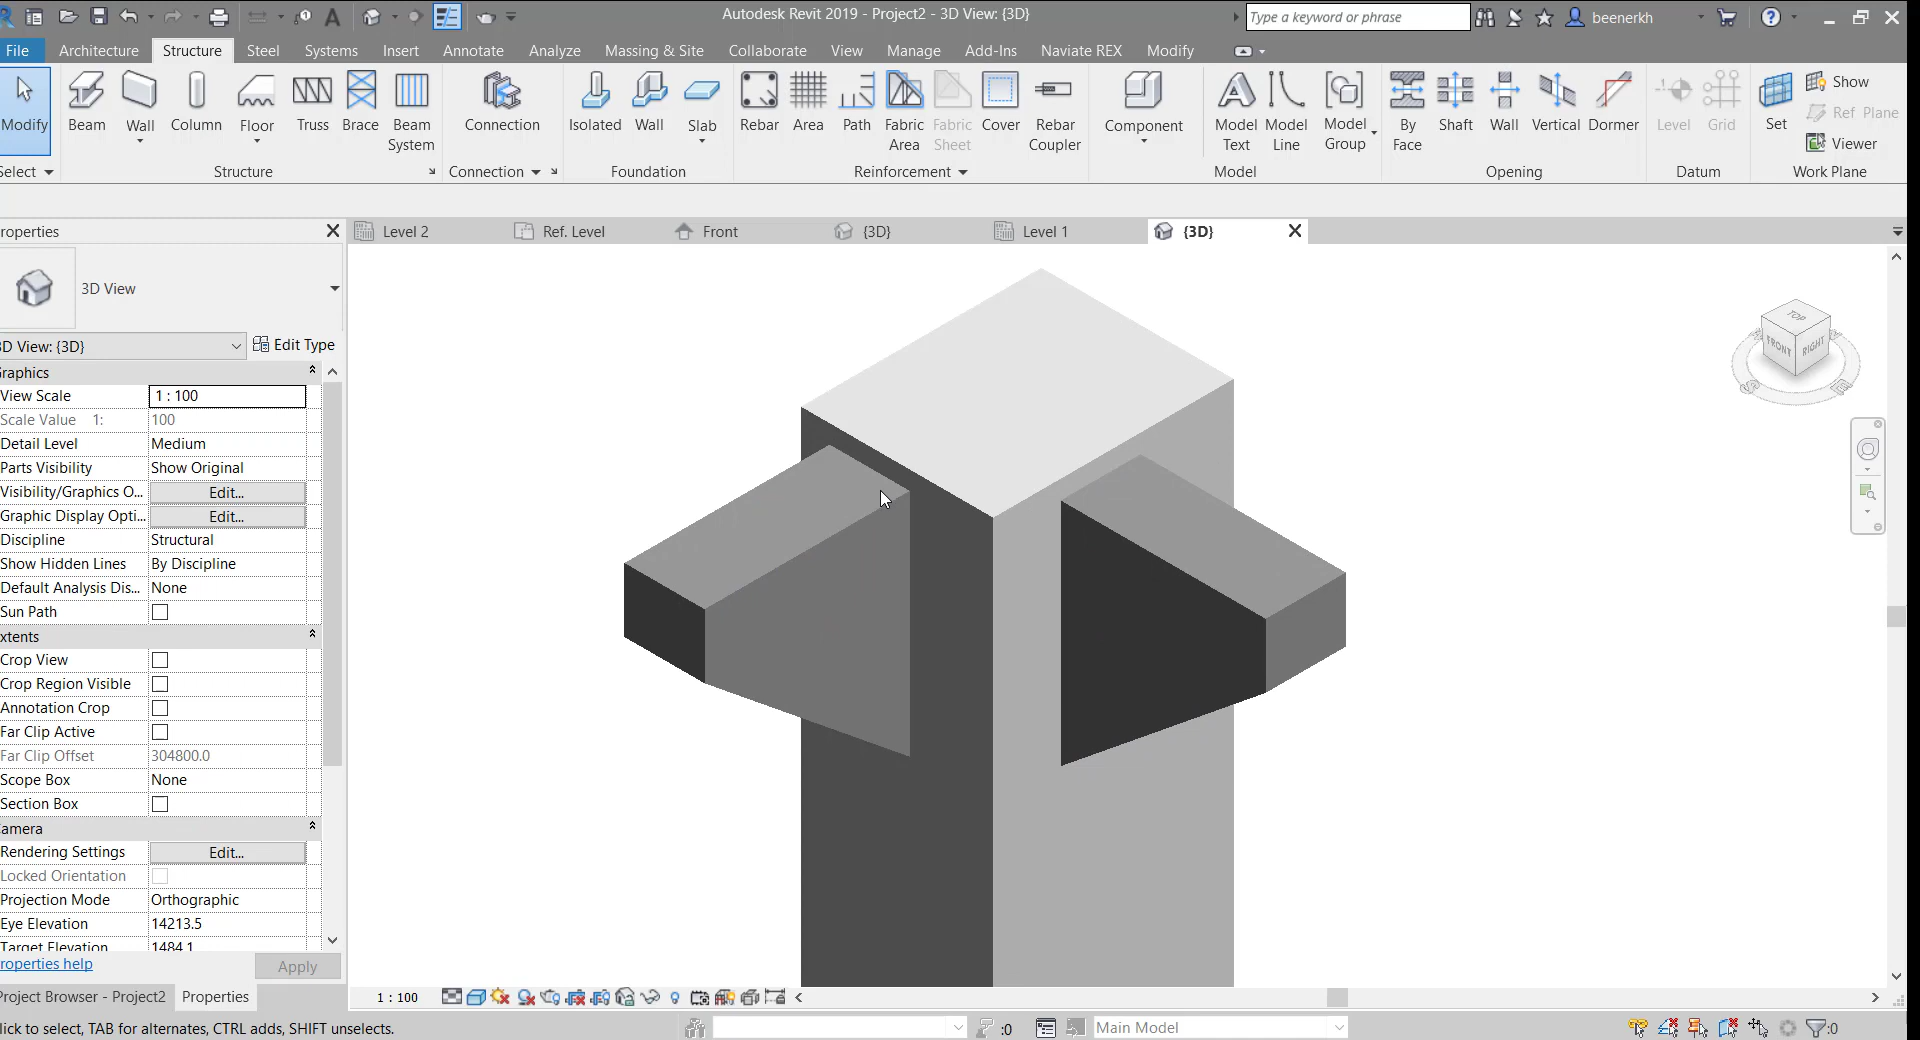 Autodesk Revit 2019 - Project2 - 3D View: {3D}
Type a keyword or phrase
beenerkh
File Architecture Structure Steel Systems Insert Annotate Analyze Massing & Site Collaborate View Manage Add-Ins Naviate REX Modify
Modify
Beam
Wall
Column
Floor
Truss
Brace
Beam System
Connection
Isolated
Wall
Slab
Rebar
Area
Path
Fabric Area
Fabric Sheet
Cover
Rebar Coupler
Component
Model Text
Model Line
Model Group
By Face
Shaft
Wall
Vertical
Dormer
Level
Grid
Set
Show
Ref Plane
Viewer
Select
Structure
Connection
Foundation
Reinforcement
Model
Opening
Datum
Work Plane
roperties
Level 2
Ref. Level
Front
{3D}
Level 1
{3D}
3D View
3D View: {3D}
Edit Type
Graphics
View Scale 1 : 100
Scale Value 1: 100
Detail Level Medium
Parts Visibility Show Original
Visibility/Graphics O... Edit...
Graphic Display Opti... Edit...
Discipline Structural
Show Hidden Lines By Discipline
Default Analysis Dis... None
Sun Path
xtents
Crop View
Crop Region Visible
Annotation Crop
Far Clip Active
Far Clip Offset 304800.0
Scope Box None
Section Box
amera
Rendering Settings Edit...
Locked Orientation
Projection Mode Orthographic
Eye Elevation 14213.5
Target Elevation 1484.1
roperties help
Apply
Project Browser - Project2
Properties
1 : 100
lick to select, TAB for alternates, CTRL adds, SHIFT unselects.
:0
Main Model
:0
TOP
FRONT
RIGHT
S
E